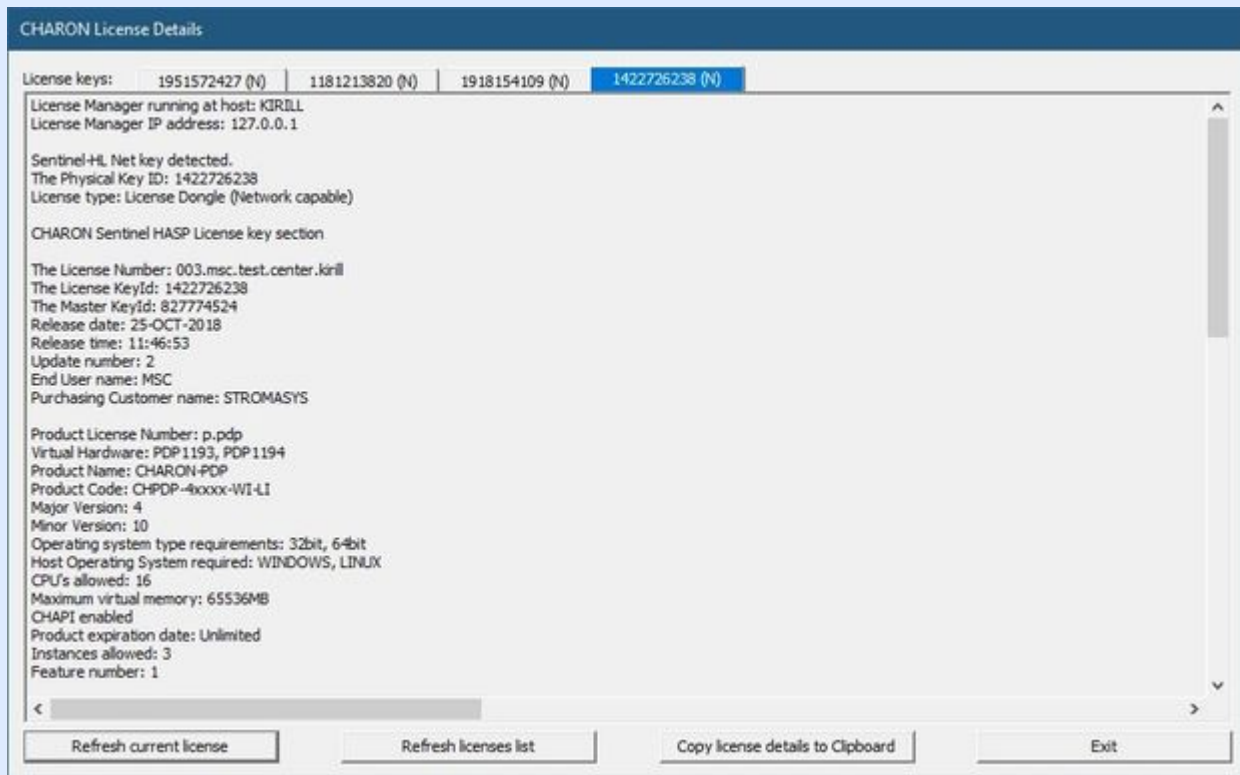 CHARON License Details
License keys: 1951572427 (N) 1181213820 (N) 1918154109 (N) 1422726238 (N)
License Manager running at host: KIRILL
License Manager IP address: 127.0.0.1
Sentinel-HL Net key detected.
The Physical Key ID: 1422726238
License type: License Dongle (Network capable)
CHARON Sentinel HASP License key section
The License Number: 003.msc.test.center.kirill
The License KeyId: 1422726238
The Master KeyId: 827774524
Release date: 25-OCT-2018
Release time: 11:46:53
Update number: 2
End User name: MSC
Purchasing Customer name: STROMASYS
Product License Number: p.pdp
Virtual Hardware: PDP1193, PDP1194
Product Name: CHARON-PDP
Product Code: CHPDP-4xxxx-WI-LI
Major Version: 4
Minor Version: 10
Operating system type requirements: 32bit, 64bit
Host Operating System required: WINDOWS, LINUX
CPU's allowed: 16
Maximum virtual memory: 65536MB
CHAPI enabled
Product expiration date: Unlimited
Instances allowed: 3
Feature number: 1
Refresh current license Refresh licenses list Copy license details to Clipboard Exit